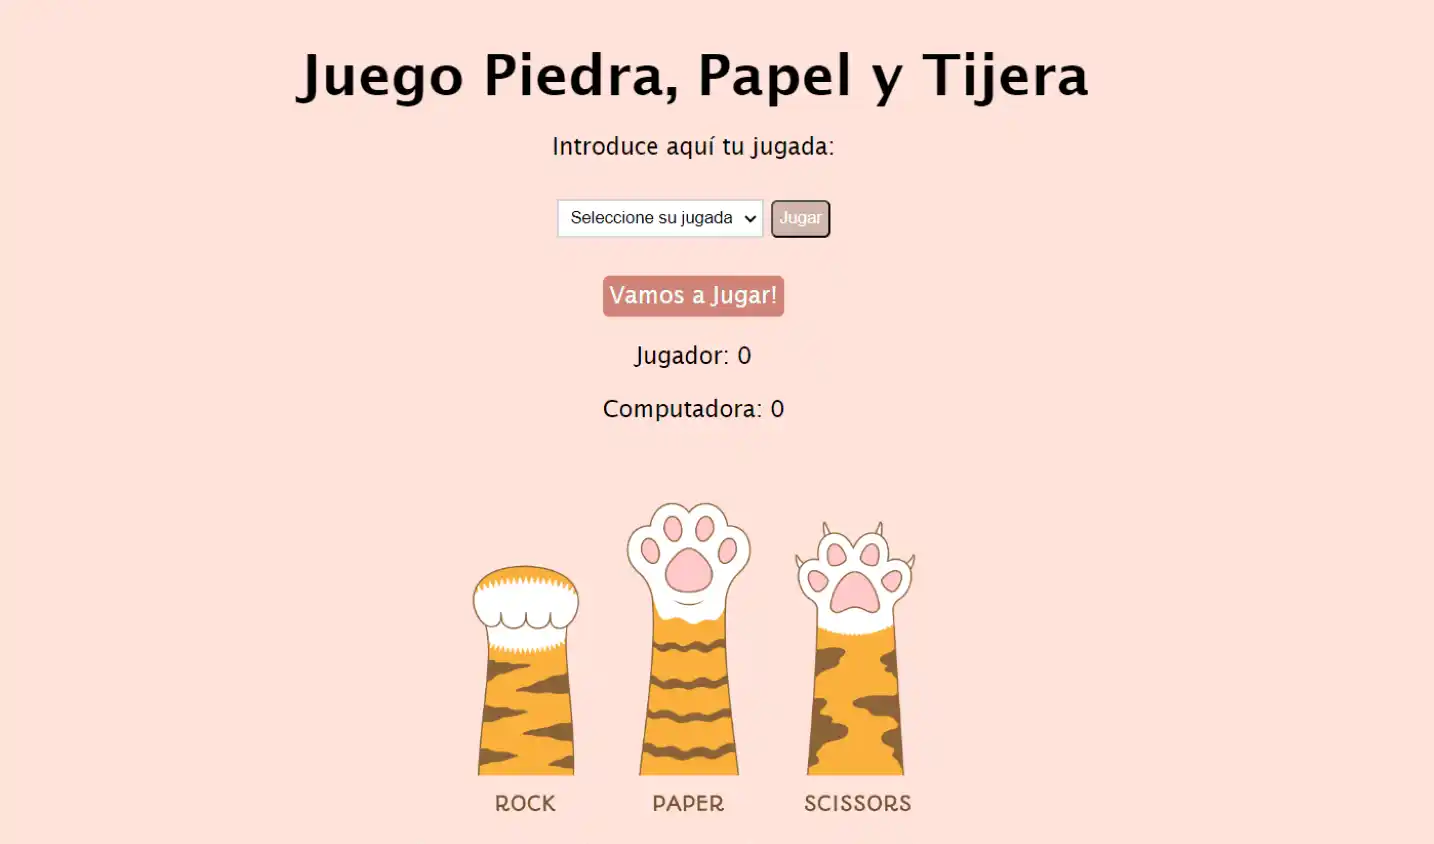 Juego Piedra, Papel y Tijera
Introduce aquí tu jugada:
Seleccione su jugada Jugar
Vamos a Jugar!
Jugador: 0
Computadora: 0
ROCK PAPER SCISSORS